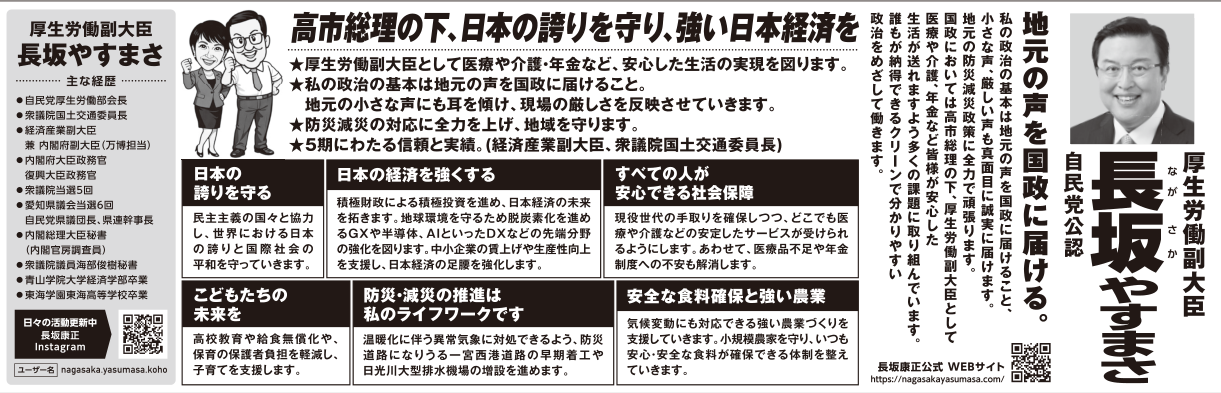 厚生労働副大臣
長坂やすまさ
ながさか
自民党公認
地元の声を国政に届ける。
私の政治の基本は地元の声を国政に届けること、
小さな声、厳しい声も真面目に誠実に届けます。
地元の防災減災政策に全力で頑張ります。
国政においては高市総理の下、厚生労働副大臣として
医療や介護、年金など皆様が安心した
生活が送れますよう多くの課題に取り組んでいます。
誰もが納得できるクリーンで分かりやすい
政治をめざして働きます。
長坂康正公式 WEBサイト
https://nagasakayasumasa.com/
高市総理の下、日本の誇りを守り、強い日本経済を
★厚生労働副大臣として医療や介護・年金など、安心した生活の実現を図ります。
★私の政治の基本は地元の声を国政に届けること。
地元の小さな声にも耳を傾け、現場の厳しさを反映させていきます。
★防災減災の対応に全力を上げ、地域を守ります。
★5期にわたる信頼と実績。(経済産業副大臣、衆議院国土交通委員長)
日本の
誇りを守る
民主主義の国々と協力
し、世界における日本
の誇りと国際社会の
平和を守っていきます。
日本の経済を強くする
積極財政による積極投資を進め、日本経済の未来
を拓きます。地球環境を守るため脱炭素化を進め
るGXや半導体、AIといったDXなどの先端分野
の強化を図ります。中小企業の賃上げや生産性向上
を支援し、日本経済の足腰を強化します。
すべての人が
安心できる社会保障
現役世代の手取りを確保しつつ、どこでも医
療や介護などの安定したサービスが受けられ
るようにします。あわせて、医療品不足や年金
制度への不安も解消します。
こどもたちの
未来を
高校教育や給食無償化や、
保育の保護者負担を軽減し、
子育てを支援します。
防災・減災の推進は
私のライフワークです
温暖化に伴う異常気象に対処できるよう、防災
道路になりうる一宮西港道路の早期着工や
日光川大型排水機場の増設を進めます。
安全な食料確保と強い農業
気候変動にも対応できる強い農業づくりを
支援していきます。小規模農家を守り、いつも
安心・安全な食料が確保できる体制を整え
ていきます。
厚生労働副大臣
長坂やすまさ
主な経歴
●自民党厚生労働部会長
●衆議院国土交通委員長
●経済産業副大臣
兼 内閣府副大臣(万博担当)
●内閣府大臣政務官
復興大臣政務官
●衆議院当選5回
●愛知県議会当選6回
自民党県議団長、県連幹事長
●内閣総理大臣秘書
(内閣官房調査員)
●衆議院議員海部俊樹秘書
●青山学院大学経済学部卒業
●東海学園東海高等学校卒業
日々の活動更新中
長坂康正
Instagram
ユーザー名 nagasaka.yasumasa.koho